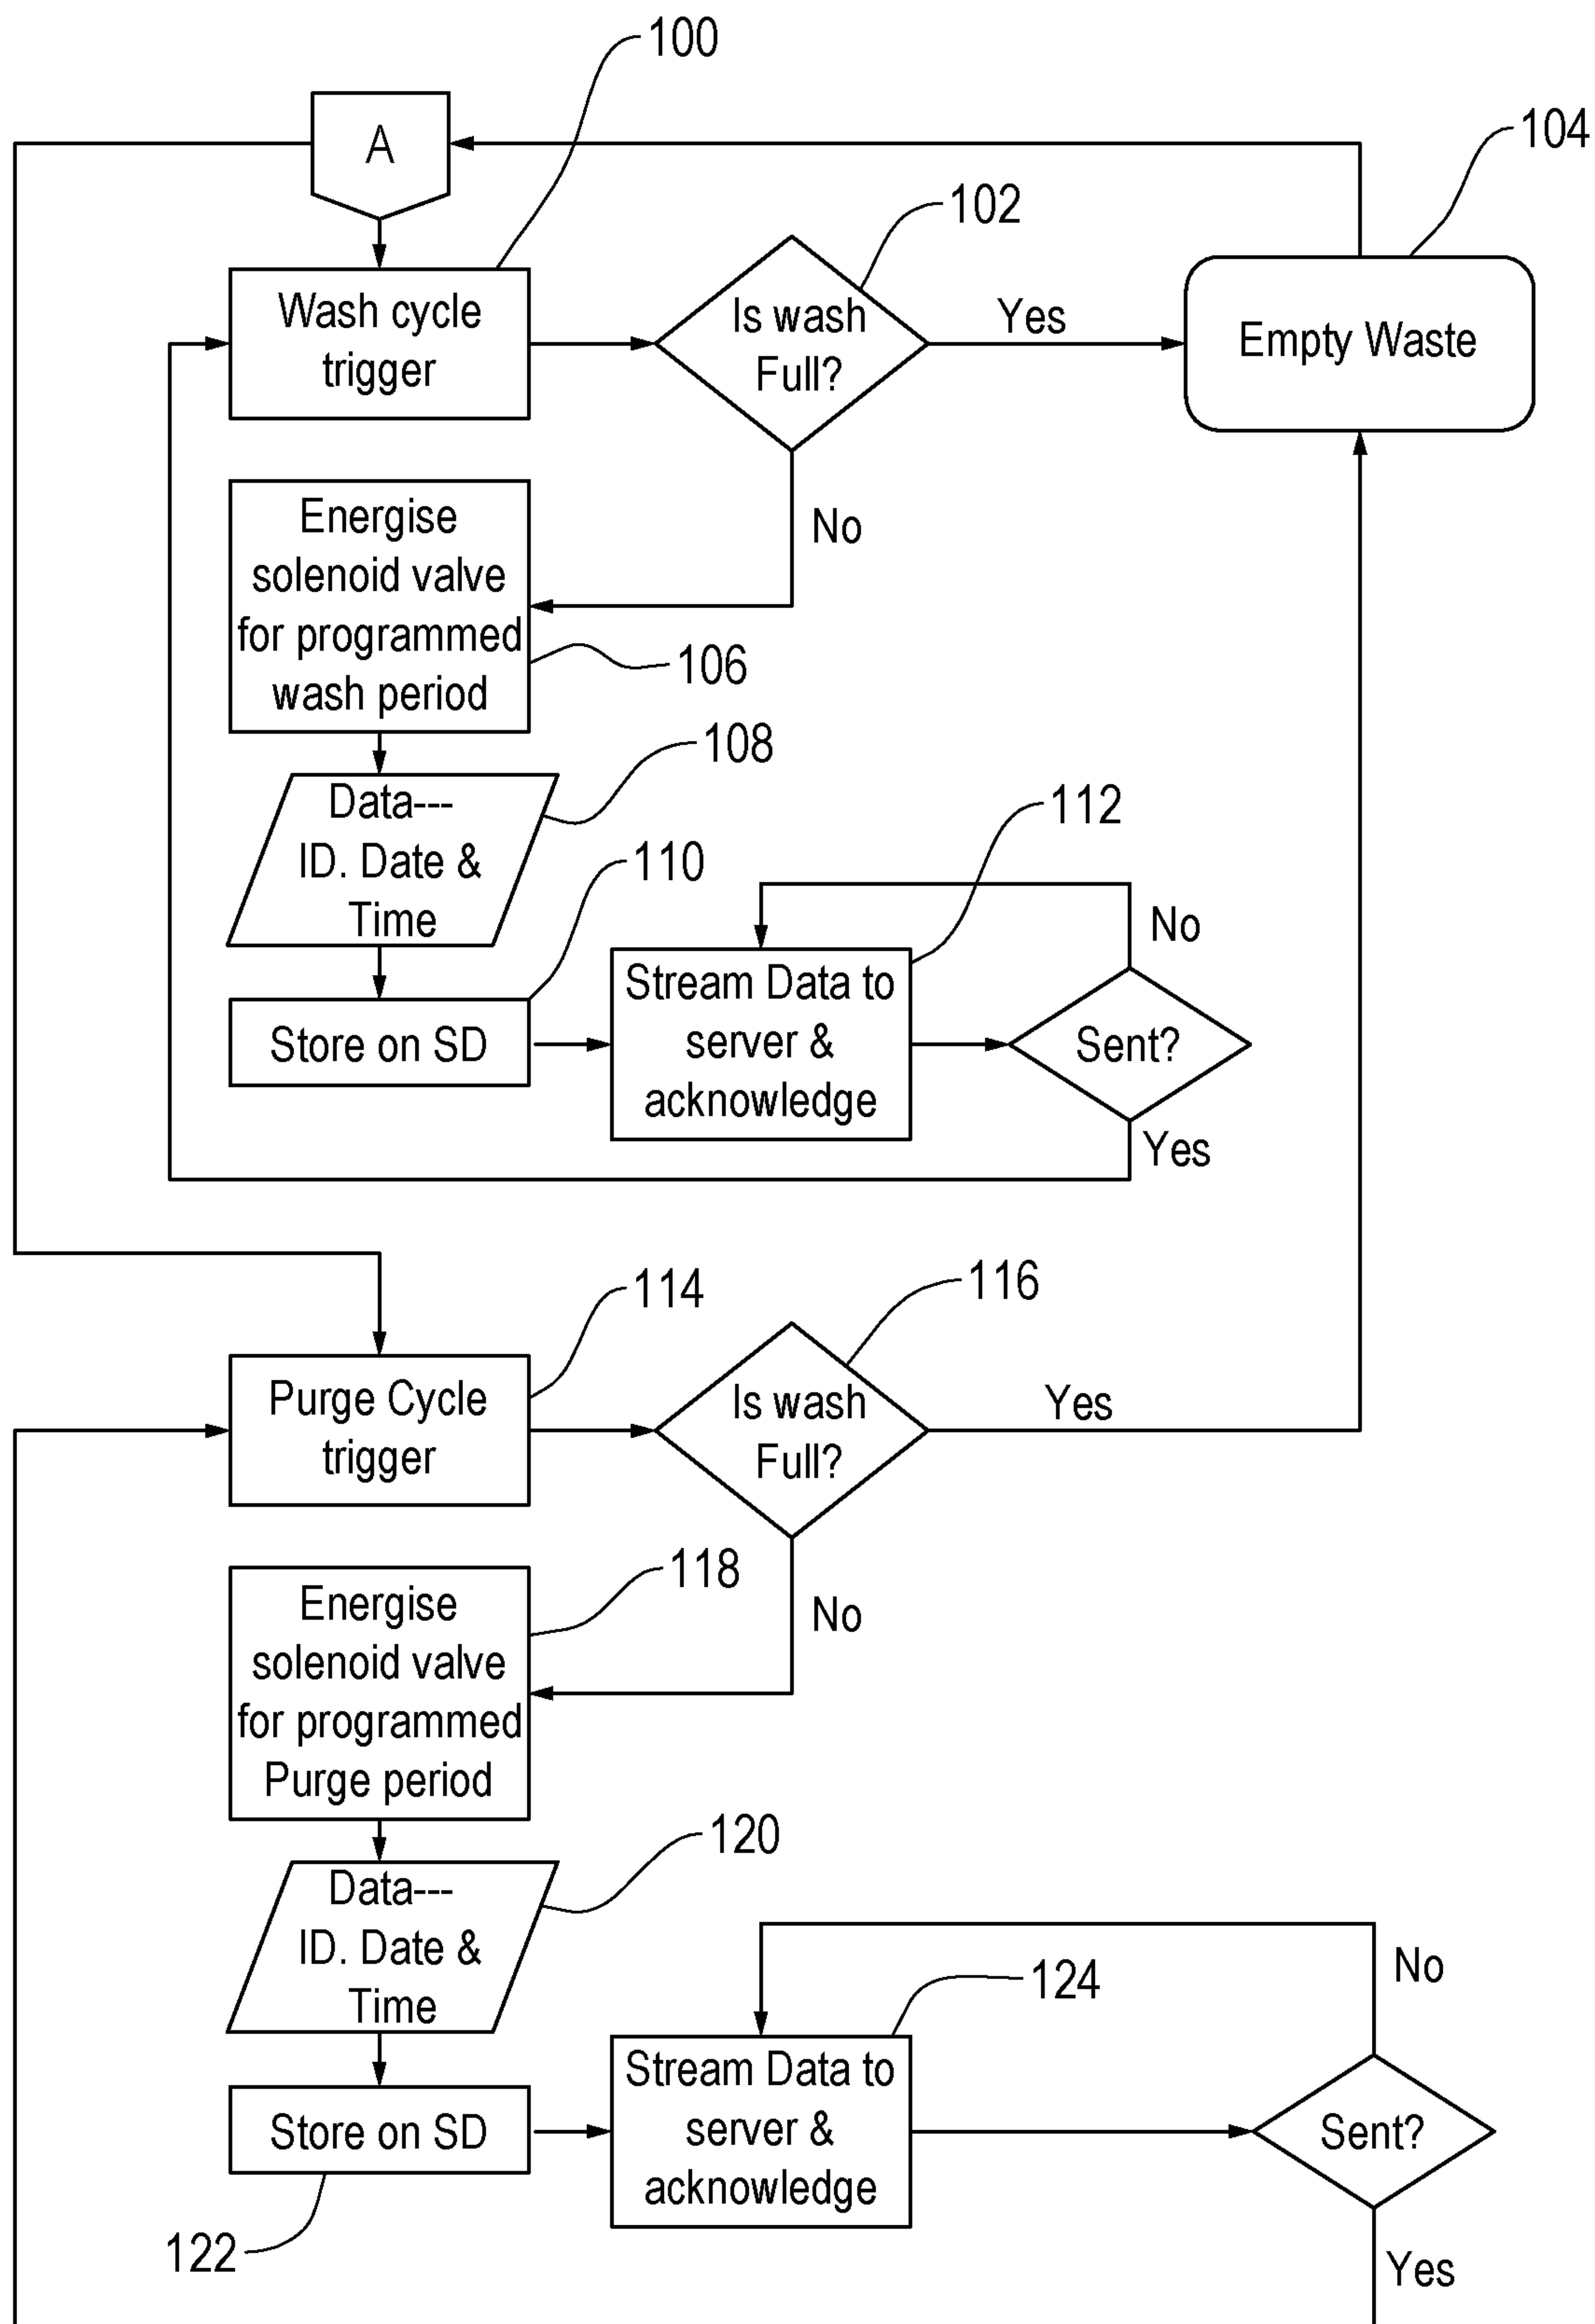 100
A
104
102
Wash cycle
trigger
Is wash
Full?
Yes
Empty Waste
Energise
solenoid valve
for programmed
wash period
No
106
108
Data---
ID. Date &
Time
110
112
No
Store on SD
Stream Data to
server &
acknowledge
Sent?
Yes
114
116
Purge Cycle
trigger
Is wash
Full?
Yes
118
Energise
solenoid valve
for programmed
Purge period
No
120
Data---
ID. Date &
Time
124
No
Store on SD
Stream Data to
server &
acknowledge
Sent?
122
Yes